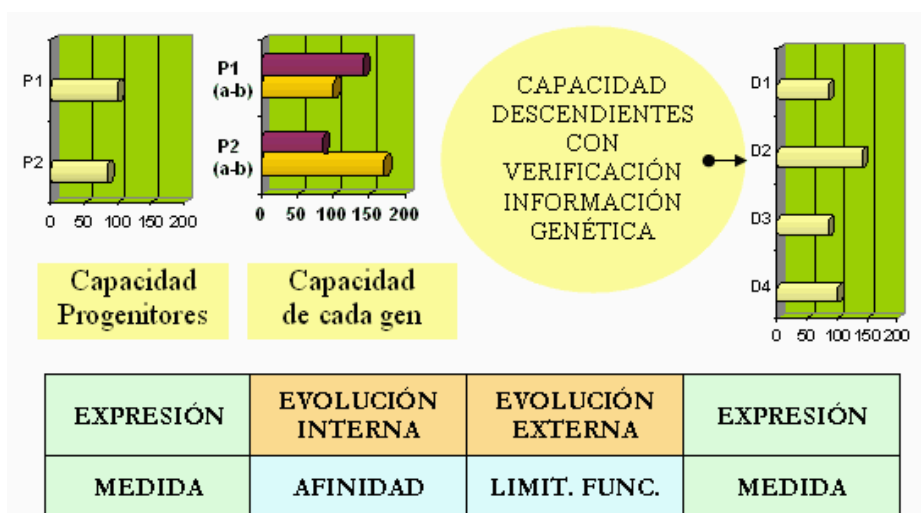 P1
P2
0 50 100 150 200
Capacidad
Progenitores
P1
(a-b)
P2
(a-b)
0 50 100 150 200
Capacidad
de cada gen
CAPACIDAD
DESCENDIENTES
CON
VERIFICACIÓN
INFORMACIÓN
GENÉTICA
D1
D2
D3
D4
0 50 100 150 200
EXPRESIÓN
EVOLUCIÓN
INTERNA
EVOLUCIÓN
EXTERNA
EXPRESIÓN
MEDIDA
AFINIDAD
LIMIT. FUNC.
MEDIDA